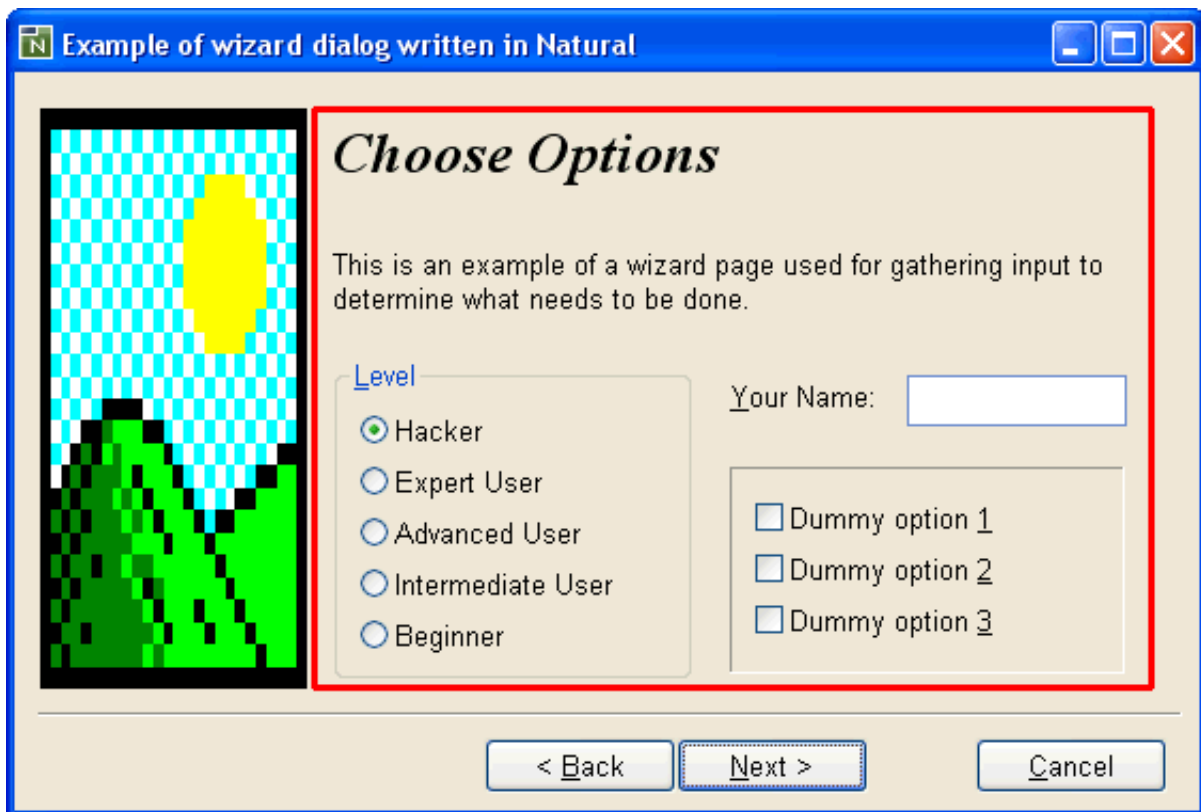 N Example of wizard dialog written in Natural
Choose Options
This is an example of a wizard page used for gathering input to
determine what needs to be done.
Level
Hacker
Expert User
Advanced User
Intermediate User
Beginner
Your Name:
Dummy option 1
Dummy option 2
Dummy option 3
< Back
Next >
Cancel